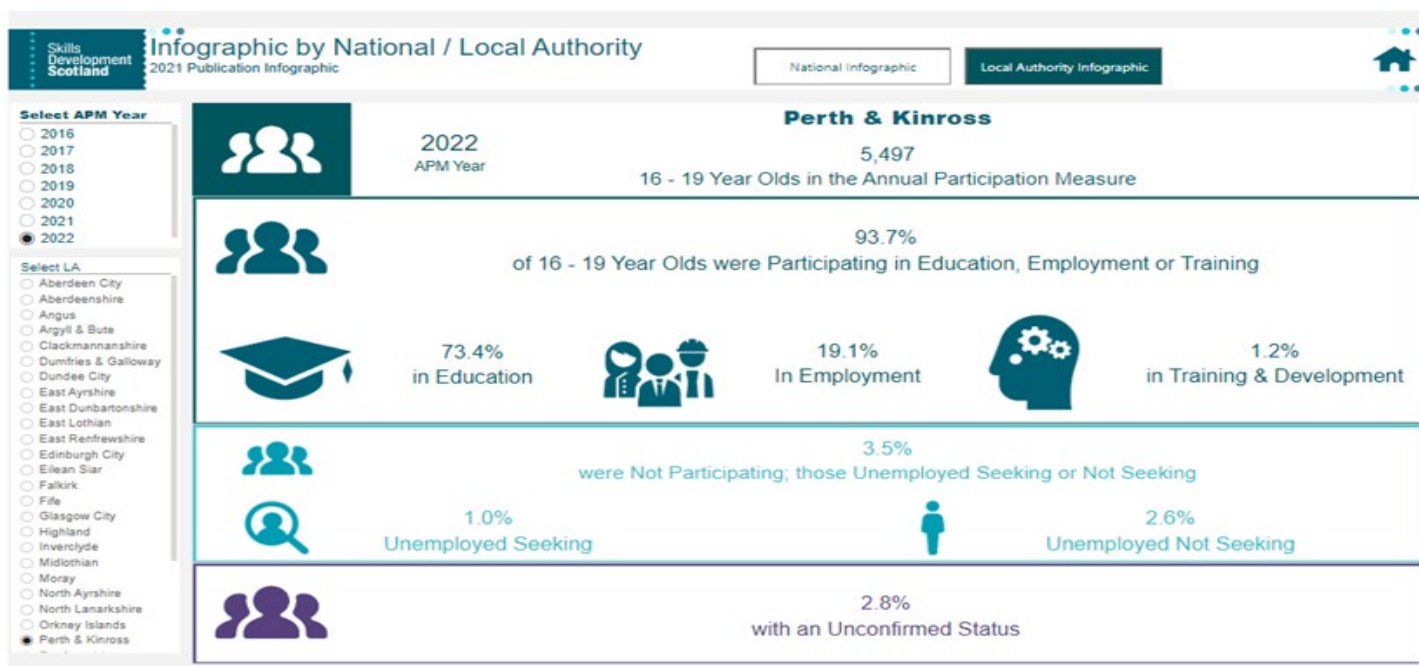 Skills
Development
Scotland
Infographic by National / Local Authority
2021 Publication Infographic
National Infographic
Local Authority Infographic
Select APM Year
2016
2017
2018
2019
2020
2021
2022
Select LA
Aberdeen City
Aberdeenshire
Angus
Argyll & Bute
Clackmannanshire
Dumfries & Galloway
Dundee City
East Ayrshire
East Dunbartonshire
East Lothian
East Renfrewshire
Edinburgh City
Eilean Siar
Falkirk
Fife
Glasgow City
Highland
Inverclyde
Midlothian
Moray
North Ayrshire
North Lanarkshire
Orkney Islands
Perth & Kinross
2022
APM Year
Perth & Kinross
5,497
16 - 19 Year Olds in the Annual Participation Measure
93.7%
of 16 - 19 Year Olds were Participating in Education, Employment or Training
73.4%
in Education
19.1%
In Employment
1.2%
in Training & Development
3.5%
were Not Participating; those Unemployed Seeking or Not Seeking
1.0%
Unemployed Seeking
2.6%
Unemployed Not Seeking
2.8%
with an Unconfirmed Status